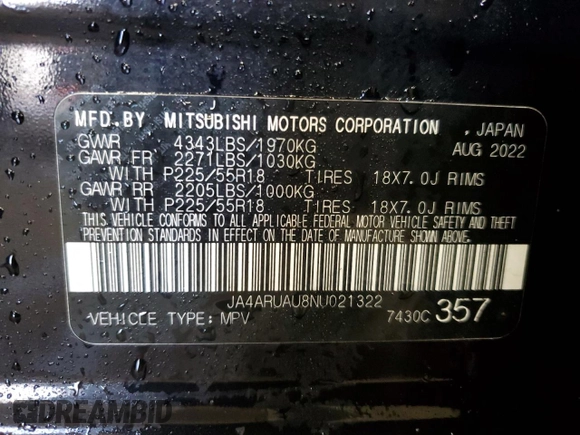 MFD.BY MITSUBISHI MOTORS CORPORATION , JAPAN
GVWR 4343LBS/1970KG AUG 2022
GAWR FR 2271LBS/1030KG
WITH P225/55R18 TIRES 18X7.0J RIMS
GAWR RR 2205LBS/1000KG
WITH P225/55R18 TIRES 18X7.0J RIMS
THIS VEHICLE CONFORMS TO ALL APPLICABLE FEDERAL MOTOR VEHICLE SAFETY AND THEFT
PREVENTION STANDARDS IN EFFECT ON THE DATE OF MANUFACTURE SHOWN ABOVE.
JA4ARUAU8NU021322
VEHICLE TYPE: MPV 7430C 357
DREAMBID